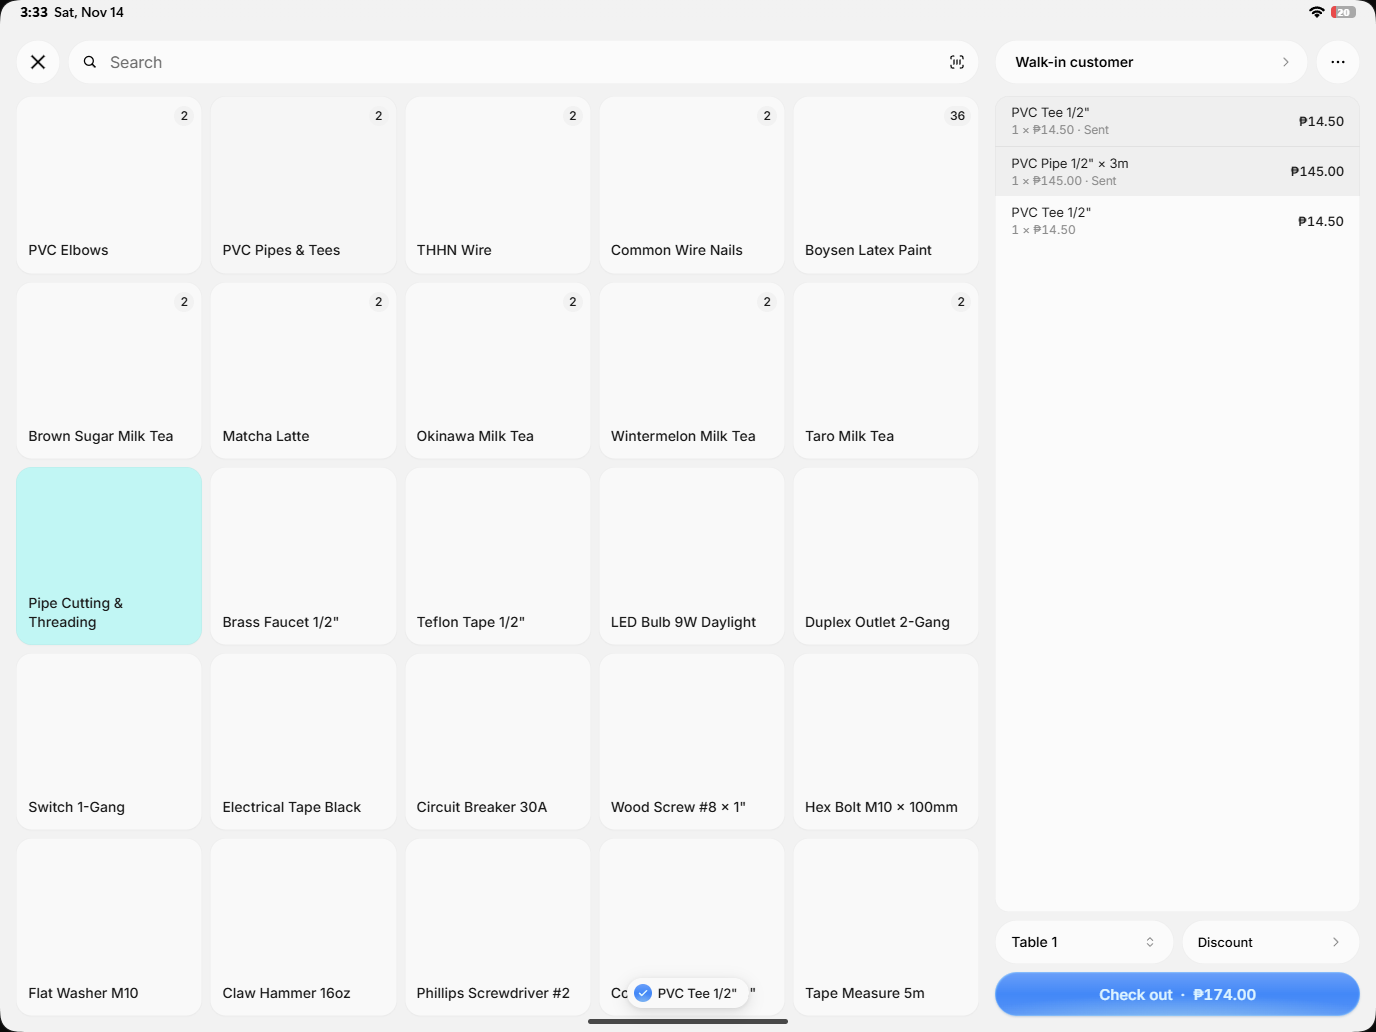 3:33 Sat, Nov 14
20
Search
Walk-in customer
2
PVC Elbows
2
PVC Pipes & Tees
2
THHN Wire
2
Common Wire Nails
36
Boysen Latex Paint
2
Brown Sugar Milk Tea
2
Matcha Latte
2
Okinawa Milk Tea
2
Wintermelon Milk Tea
2
Taro Milk Tea
Pipe Cutting &
Threading
Brass Faucet 1/2"
Teflon Tape 1/2"
LED Bulb 9W Daylight
Duplex Outlet 2-Gang
Switch 1-Gang
Electrical Tape Black
Circuit Breaker 30A
Wood Screw #8 × 1"
Hex Bolt M10 × 100mm
Flat Washer M10
Claw Hammer 16oz
Phillips Screwdriver #2
PVC Tee 1/2"
Tape Measure 5m
PVC Tee 1/2" ₱14.50
1 × ₱14.50 · Sent
PVC Pipe 1/2" × 3m ₱145.00
1 × ₱145.00 · Sent
PVC Tee 1/2" ₱14.50
1 × ₱14.50
Table 1
Discount
Check out · ₱174.00